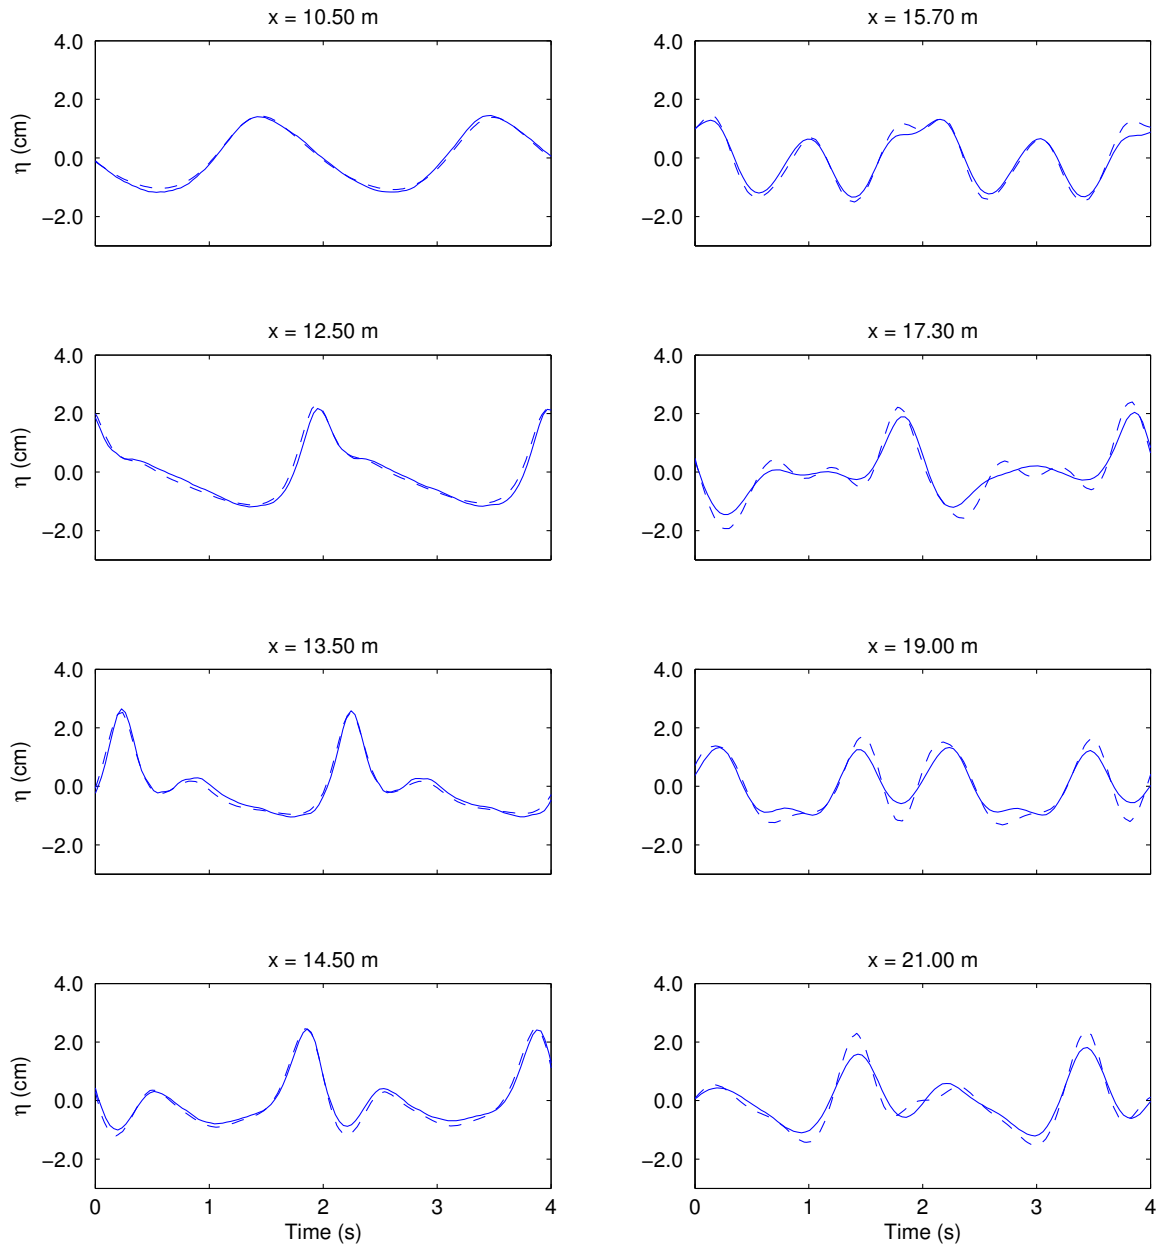 x = 10.50 m
4.0
2.0
0.0
−2.0
η (cm)
x = 15.70 m
4.0
2.0
0.0
−2.0
η (cm)
x = 12.50 m
4.0
2.0
0.0
−2.0
η (cm)
x = 17.30 m
4.0
2.0
0.0
−2.0
η (cm)
x = 13.50 m
4.0
2.0
0.0
−2.0
η (cm)
x = 19.00 m
4.0
2.0
0.0
−2.0
η (cm)
x = 14.50 m
4.0
2.0
0.0
−2.0
η (cm)
0 1 2 3 4
Time (s)
x = 21.00 m
4.0
2.0
0.0
−2.0
η (cm)
0 1 2 3 4
Time (s)